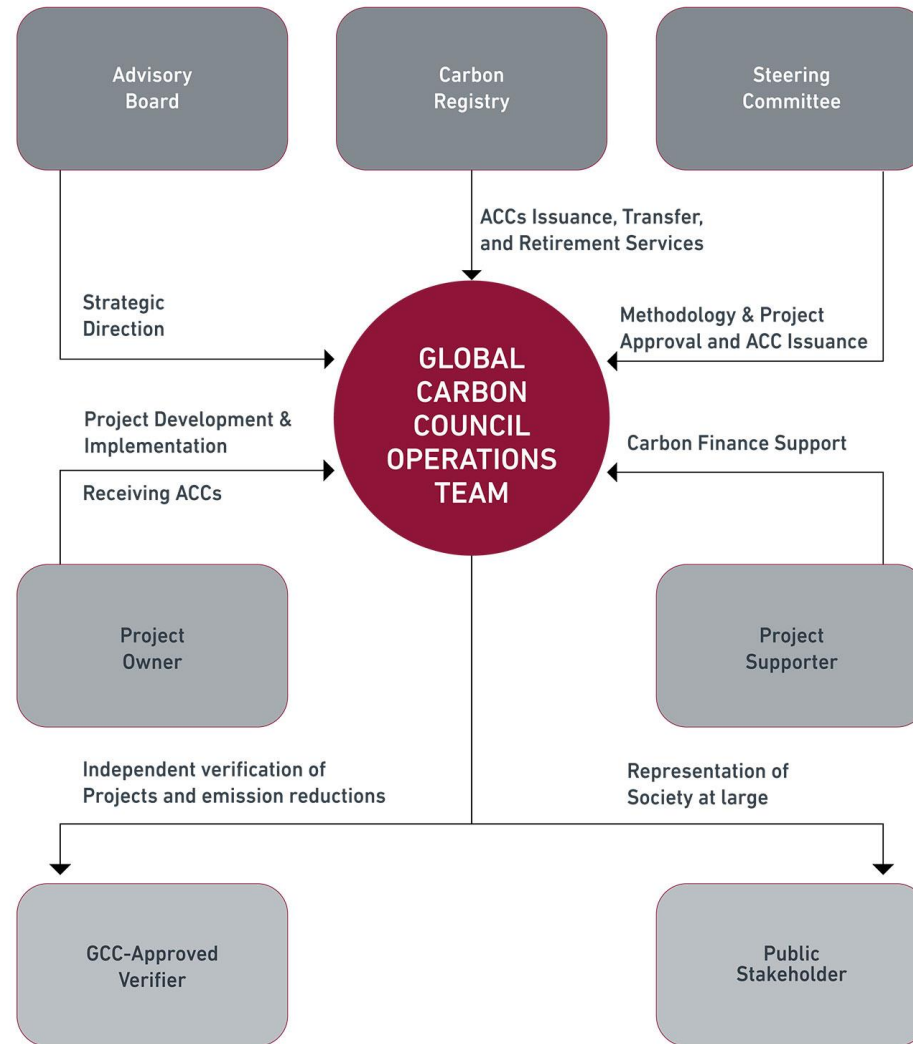 Advisory
Board
Carbon
Registry
Steering
Committee
ACCs Issuance, Transfer,
and Retirement Services
Strategic
Direction
Methodology & Project
Approval and ACC Issuance
GLOBAL
CARBON
COUNCIL
OPERATIONS
TEAM
Project Development &
Implementation
Receiving ACCs
Carbon Finance Support
Project
Owner
Project
Supporter
Independent verification of
Projects and emission reductions
Representation of
Society at large
GCC-Approved
Verifier
Public
Stakeholder